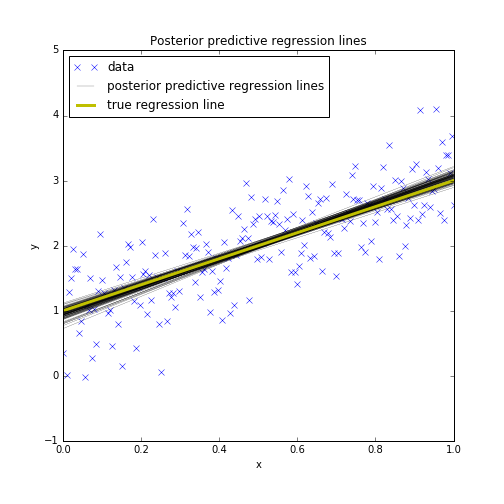 Posterior predictive regression lines
data
posterior predictive regression lines
true regression line
5
4
3
2
1
0
−1
y
0.0 0.2 0.4 0.6 0.8 1.0
x